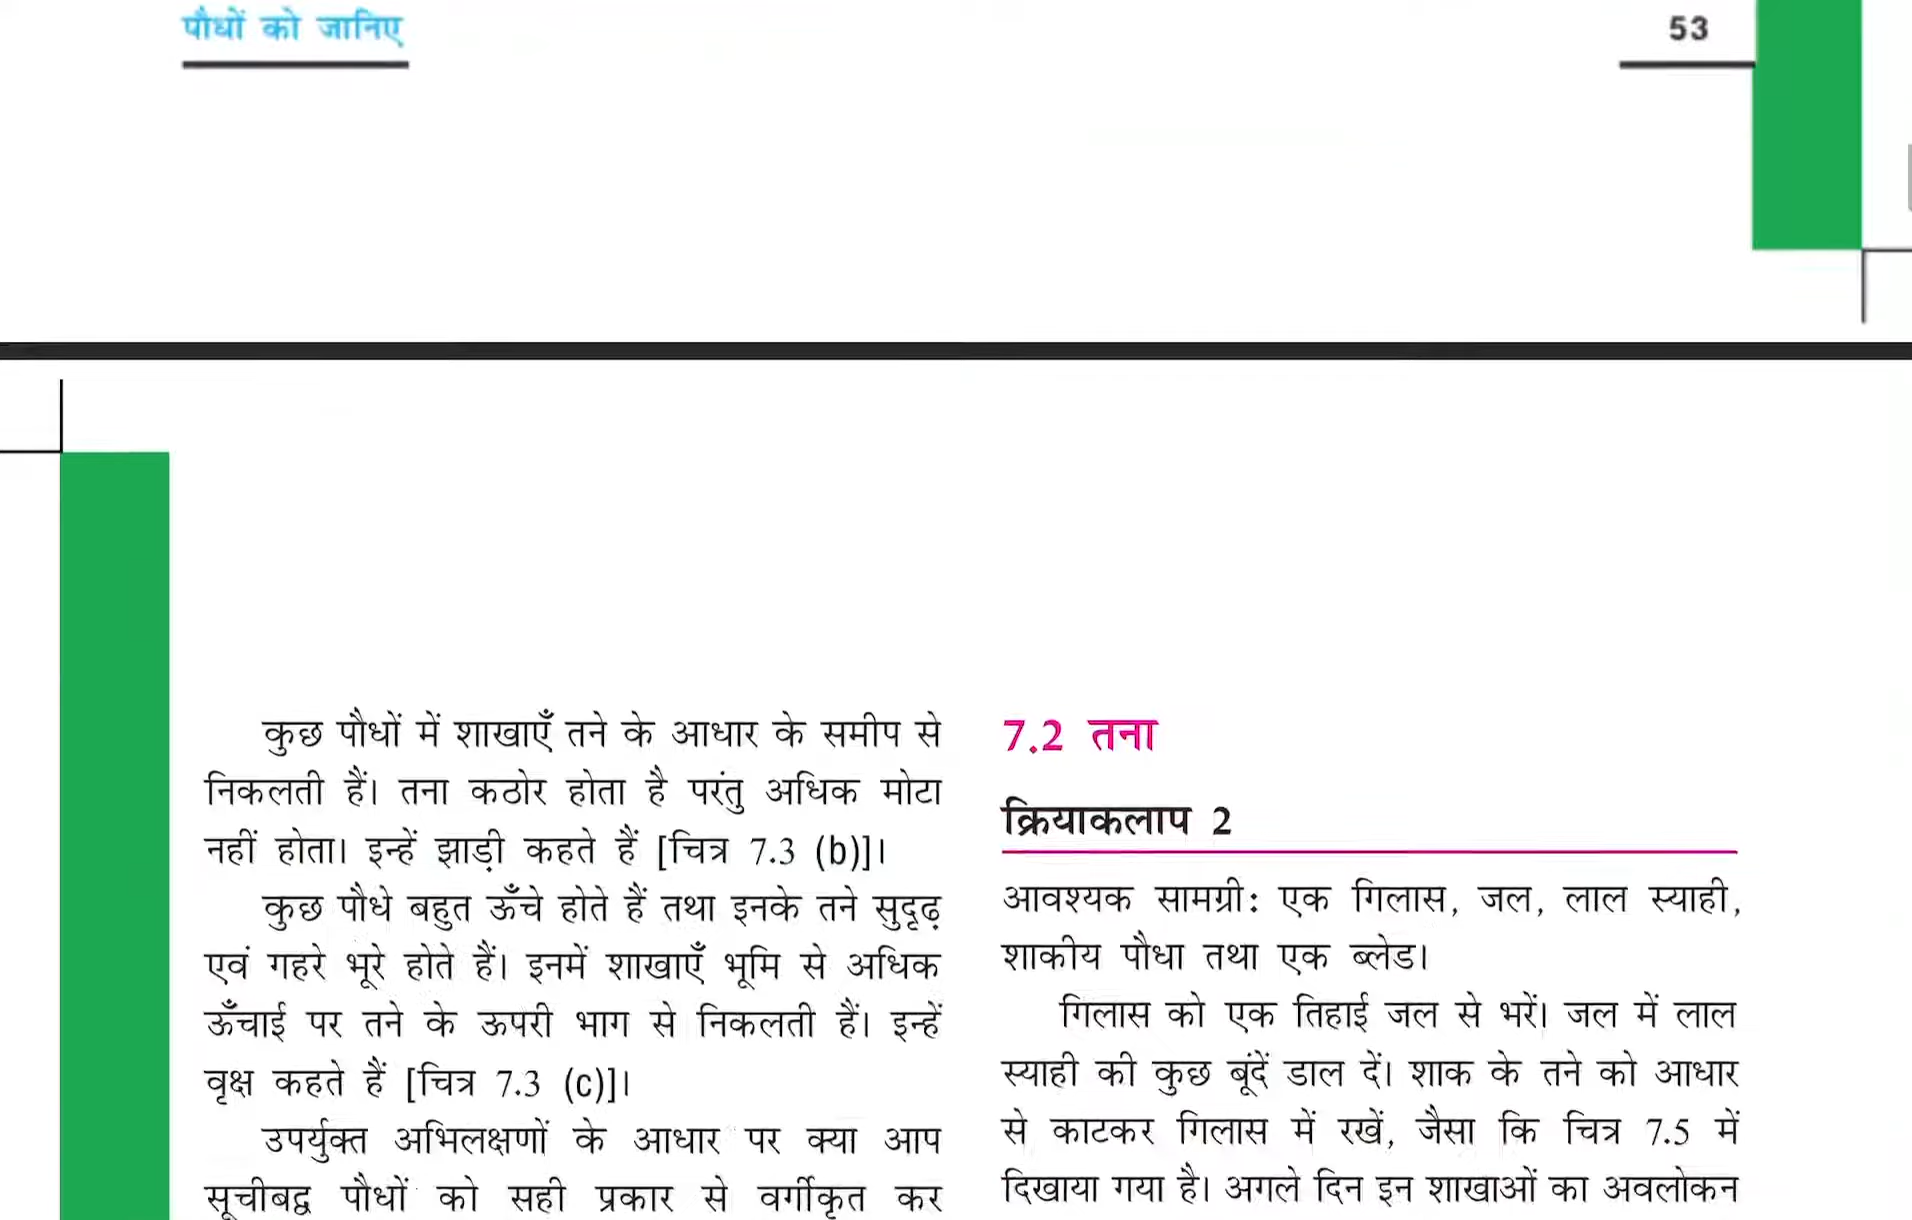 पौधों को जानिए
53
कुछ पौधों में शाखाएँ तने के आधार के समीप से
निकलती हैं। तना कठोर होता है परंतु अधिक मोटा
नहीं होता। इन्हें झाड़ी कहते हैं [चित्र 7.3 (b)]।
कुछ पौधे बहुत ऊँचे होते हैं तथा इनके तने सुदृढ़
एवं गहरे भूरे होते हैं। इनमें शाखाएँ भूमि से अधिक
ऊँचाई पर तने के ऊपरी भाग से निकलती हैं। इन्हें
वृक्ष कहते हैं [चित्र 7.3 (c)]।
उपर्युक्त अभिलक्षणों के आधार पर क्या आप
सूचीबद्व पौधों को सही प्रकार से वर्गीकृत कर
7.2 तना
क्रियाकलाप 2
आवश्यक सामग्री: एक गिलास, जल, लाल स्याही,
शाकीय पौधा तथा एक ब्लेड।
गिलास को एक तिहाई जल से भरें। जल में लाल
स्याही की कुछ बूंदें डाल दें। शाक के तने को आधार
से काटकर गिलास में रखें, जैसा कि चित्र 7.5 में
दिखाया गया है। अगले दिन इन शाखाओं का अवलोकन